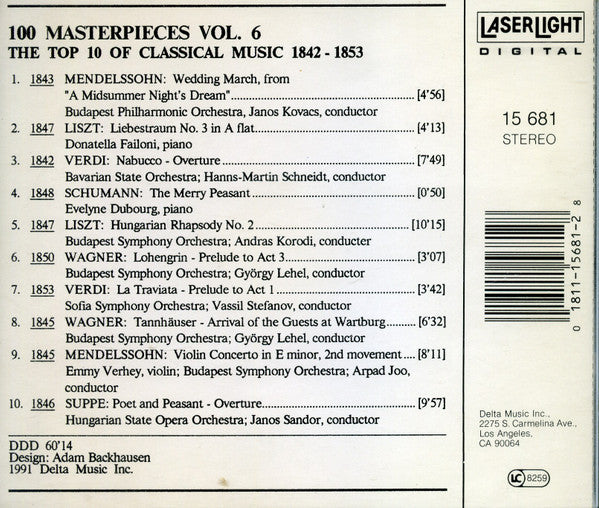 100 MASTERPIECES VOL. 6
THE TOP 10 OF CLASSICAL MUSIC 1842 - 1853
1. 1843 MENDELSSOHN: Wedding March, from
"A Midsummer Night's Dream" [4'56]
Budapest Philharmonic Orchestra, Janos Kovacs, conductor
2. 1847 LISZT: Liebestraum No. 3 in A flat [4'13]
Donatella Failoni, piano
3. 1842 VERDI: Nabucco - Overture [7'49]
Bavarian State Orchestra; Hanns-Martin Schneidt, conductor
4. 1848 SCHUMANN: The Merry Peasant [0'50]
Evelyne Dubourg, piano
5. 1847 LISZT: Hungarian Rhapsody No. 2 [10'15]
Budapest Symphony Orchestra; Andras Korodi, conducter
6. 1850 WAGNER: Lohengrin - Prelude to Act 3 [3'07]
Budapest Symphony Orchestra; György Lehel, conductor
7. 1853 VERDI: La Traviata - Prelude to Act 1 [3'42]
Sofia Symphony Orchestra; Vassil Stefanov, conductor
8. 1845 WAGNER: Tannhäuser - Arrival of the Guests at Wartburg [6'32]
Budapest Symphony Orchestra; György Lehel, conductor
9. 1845 MENDELSSOHN: Violin Concerto in E minor, 2nd movement [8'11]
Emmy Verhey, violin; Budapest Symphony Orchestra; Arpad Joo,
conductor
10. 1846 SUPPE: Poet and Peasant - Overture [9'57]
Hungarian State Opera Orchestra; Janos Sandor, conductor
DDD 60'14
Design: Adam Backhausen
1991 Delta Music Inc.
LASERLIGHT
DIGITAL
15 681
STEREO
0 1811-15681-2 8
Delta Music Inc.,
2275 S. Carmelina Ave.,
Los Angeles,
CA 90064
LC 8259